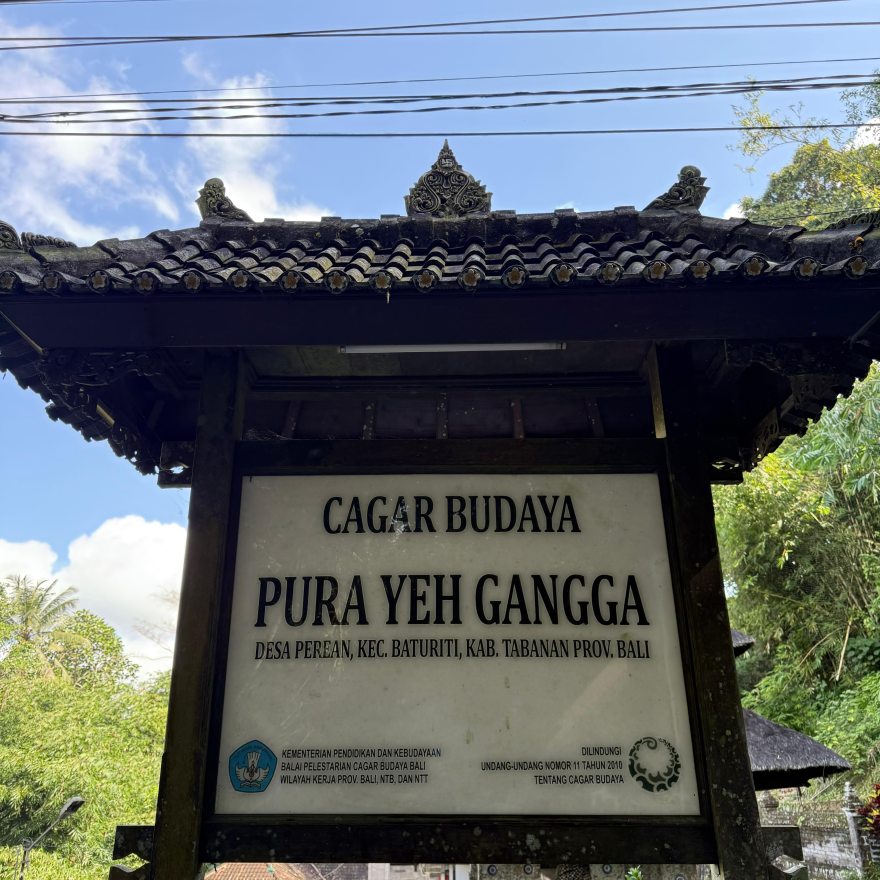 CAGAR BUDAYA
PURA YEH GANGGA
DESA PEREAN, KEC. BATURITI, KAB. TABANAN PROV. BALI
KEMENTERIAN PENDIDIKAN DAN KEBUDAYAAN
BALAI PELESTARIAN CAGAR BUDAYA BALI
WILAYAH KERJA PROV. BALI, NTB, DAN NTT
DILINDUNGI
UNDANG-UNDANG NOMOR 11 TAHUN 2010
TENTANG CAGAR BUDAYA